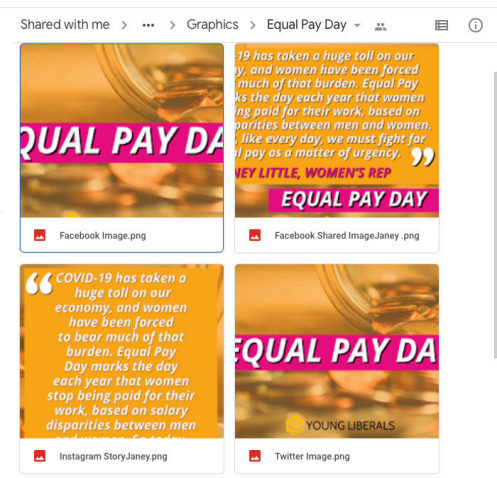 Shared with me > ••• > Graphics > Equal Pay Day
QUAL PAY DA
Facebook Image.png
-19 has taken a huge toll on our
y, and women have been forced
much of that burden. Equal Pay
ks the day each year that women
ng paid for their work, based on
parities between men and women.
, like every day, we must fight for
l pay as a matter of urgency. ”
NEY LITTLE, WOMEN'S REP
EQUAL PAY DAY
Facebook Shared ImageJaney .png
“ COVID-19 has taken a
huge toll on our
economy, and women
have been forced
to bear much of that
burden. Equal Pay
Day marks the day
each year that women
stop being paid for their
work, based on salary
disparities between men
and women. So today
Instagram StoryJaney.png
EQUAL PAY DA
YOUNG LIBERALS
Twitter Image.png